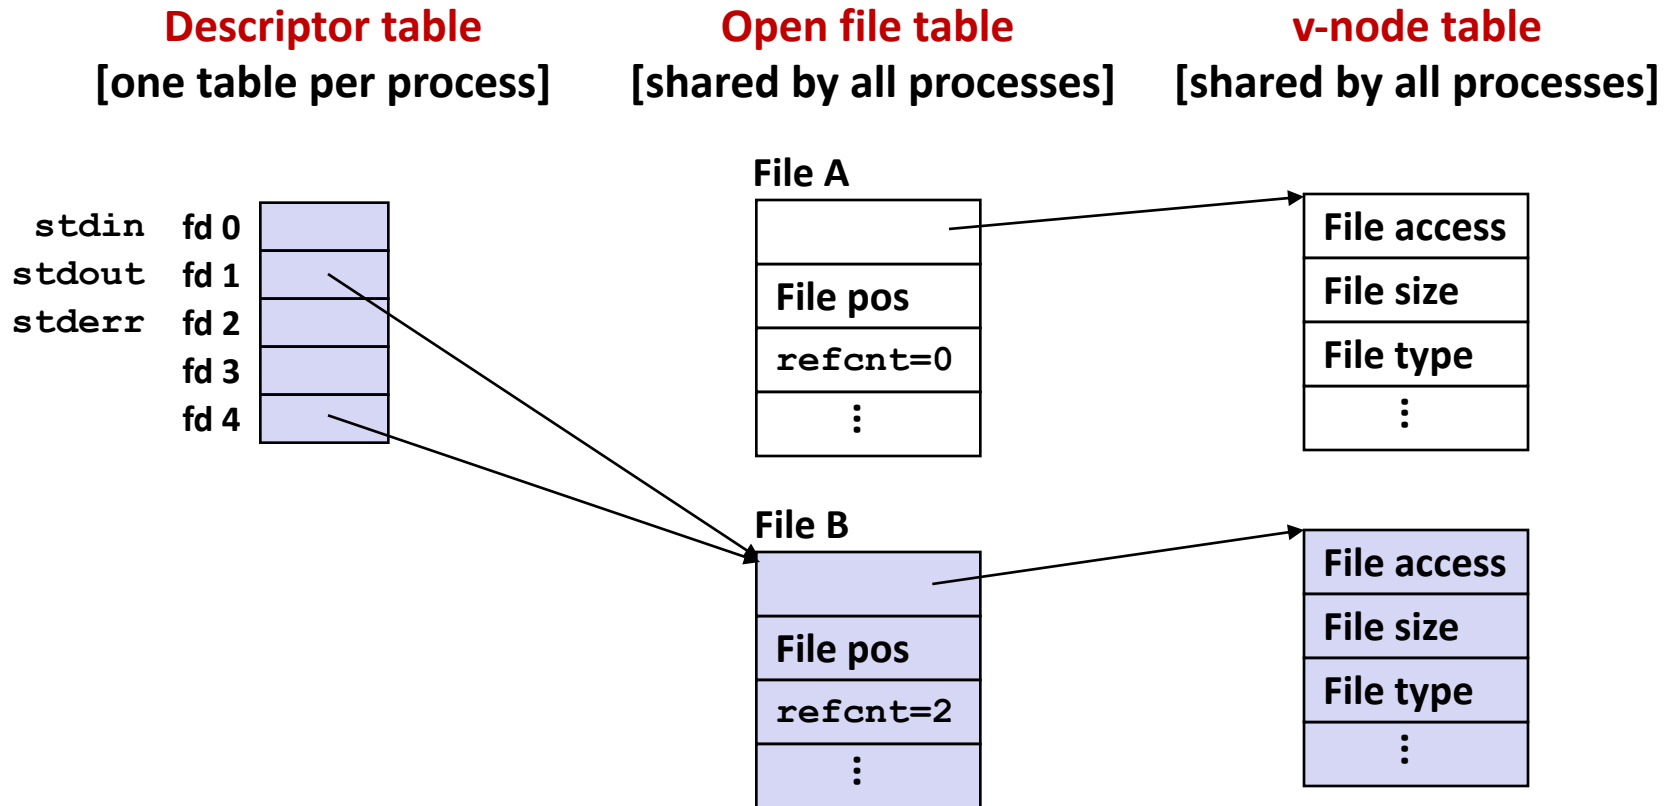 Descriptor table
[one table per process]
Open file table
[shared by all processes]
v-node table
[shared by all processes]
stdin fd 0
stdout fd 1
stderr fd 2
fd 3
fd 4
File A
File pos
refcnt=0
⋮
File access
File size
File type
⋮
File B
File pos
refcnt=2
⋮
File access
File size
File type
⋮